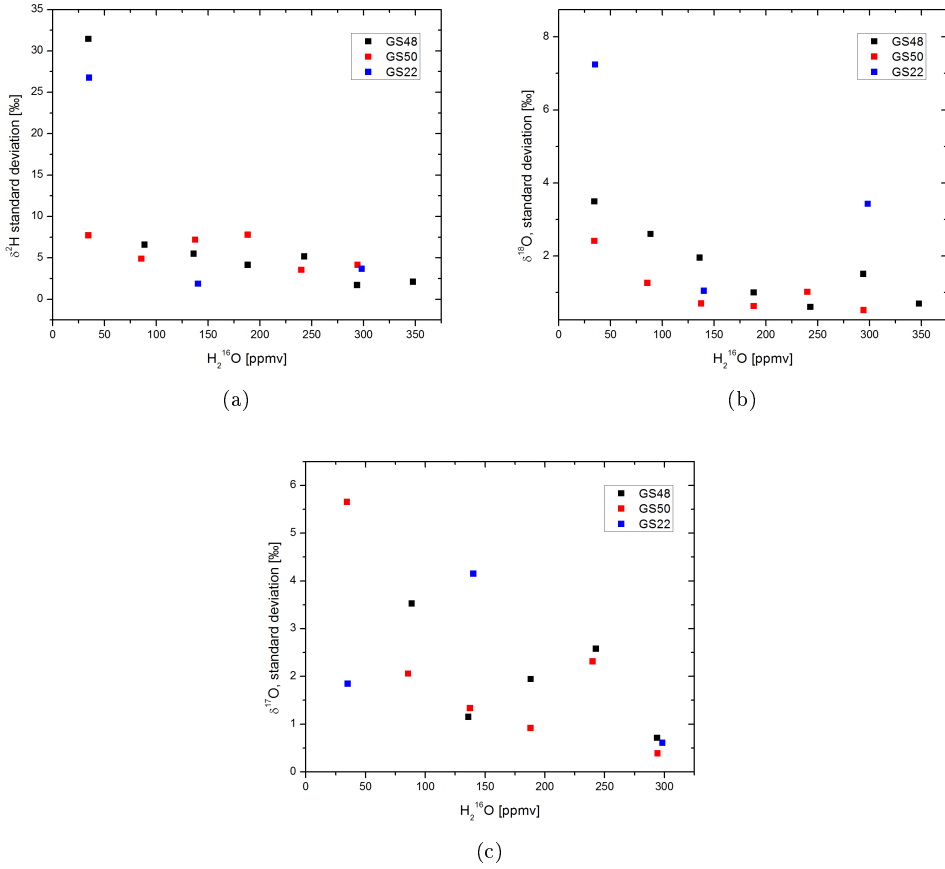 35
30
25
20
15
10
5
0
δ²H standard deviation [‰]
GS48
GS50
GS22
0 50 100 150 200 250 300 350
H₂¹⁶O [ppmv]
(a)
8
6
4
2
0
δ¹⁸O, standard deviation [‰]
GS48
GS50
GS22
0 50 100 150 200 250 300 350
H₂¹⁶O [ppmv]
(b)
6
5
4
3
2
1
0
δ¹⁷O, standard deviation [‰]
GS48
GS50
GS22
0 50 100 150 200 250 300
H₂¹⁶O [ppmv]
(c)